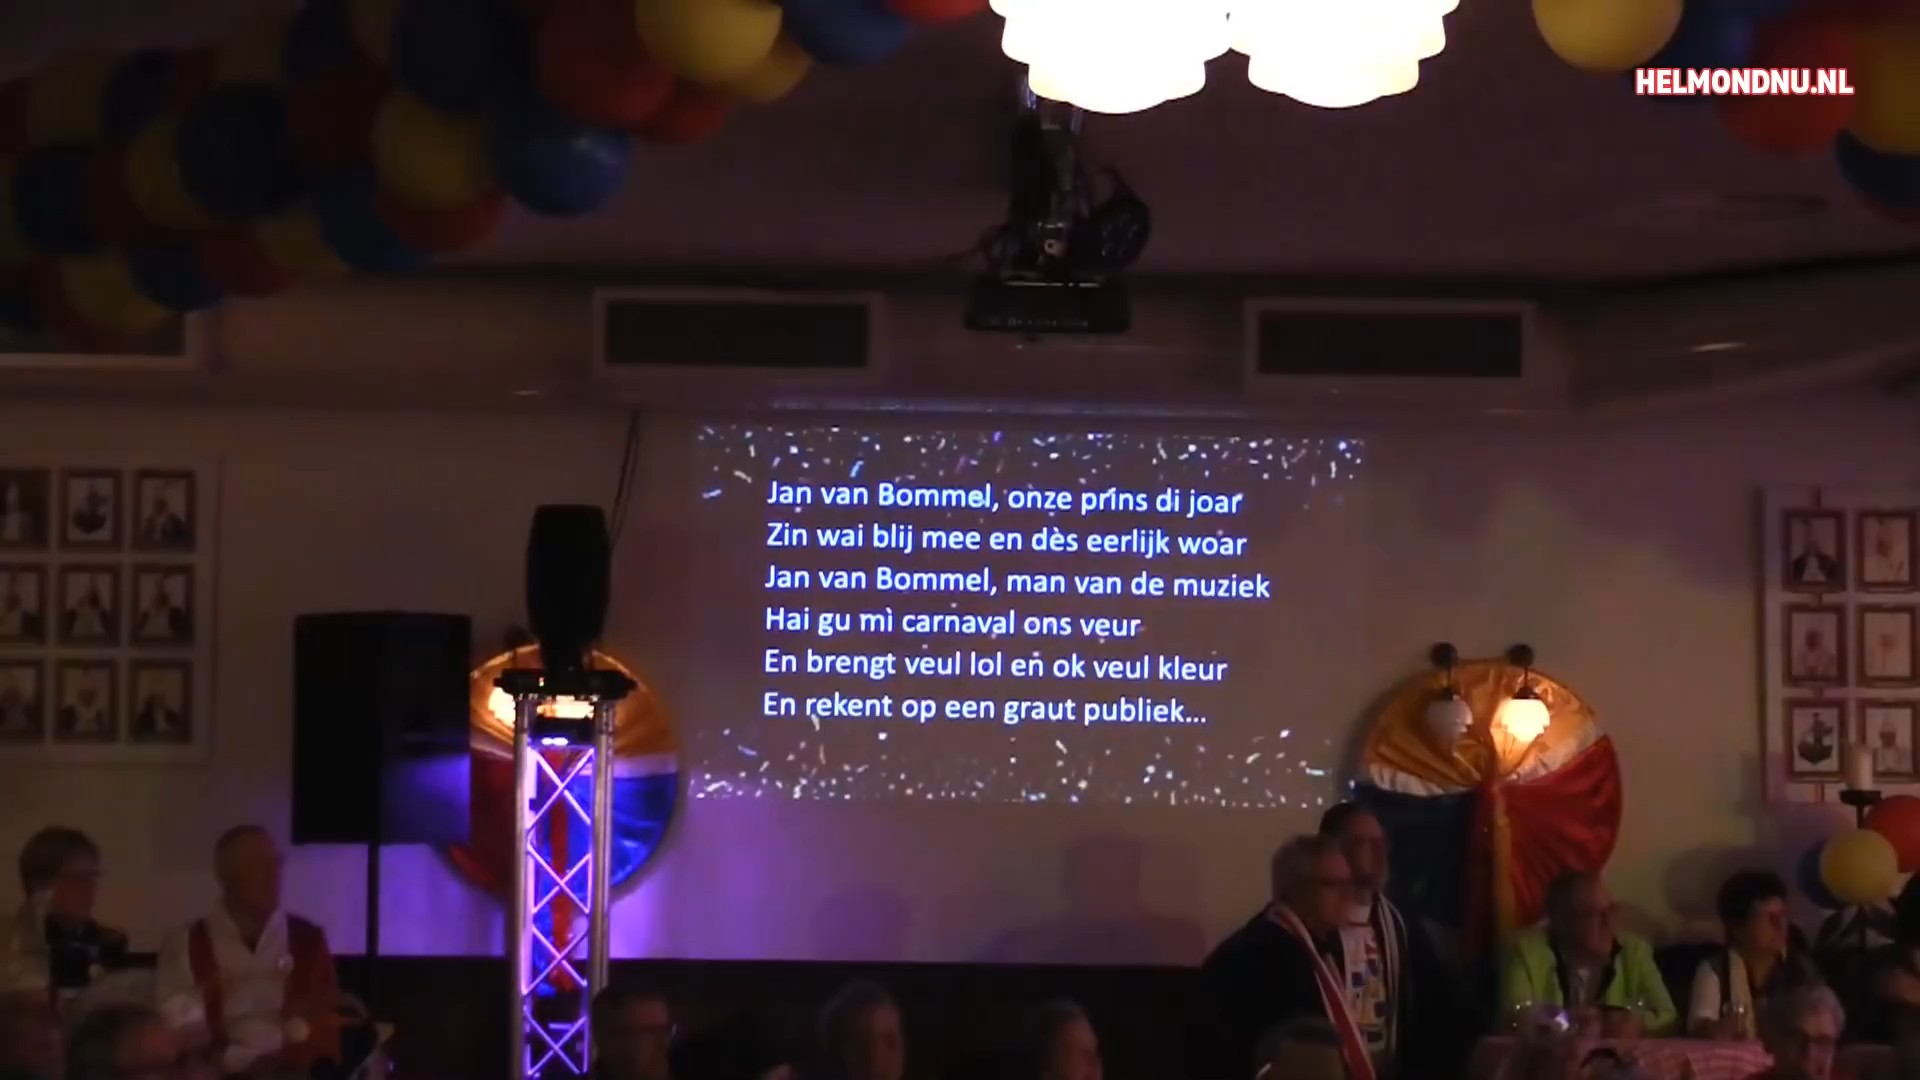 HELMONDNU.NL
Jan van Bommel, onze prins di joar
Zin wai blij mee en dès eerlijk woar
Jan van Bommel, man van de muziek
Hai gu mì carnaval ons veur
En brengt veul lol en ok veul kleur
En rekent op een graut publiek...